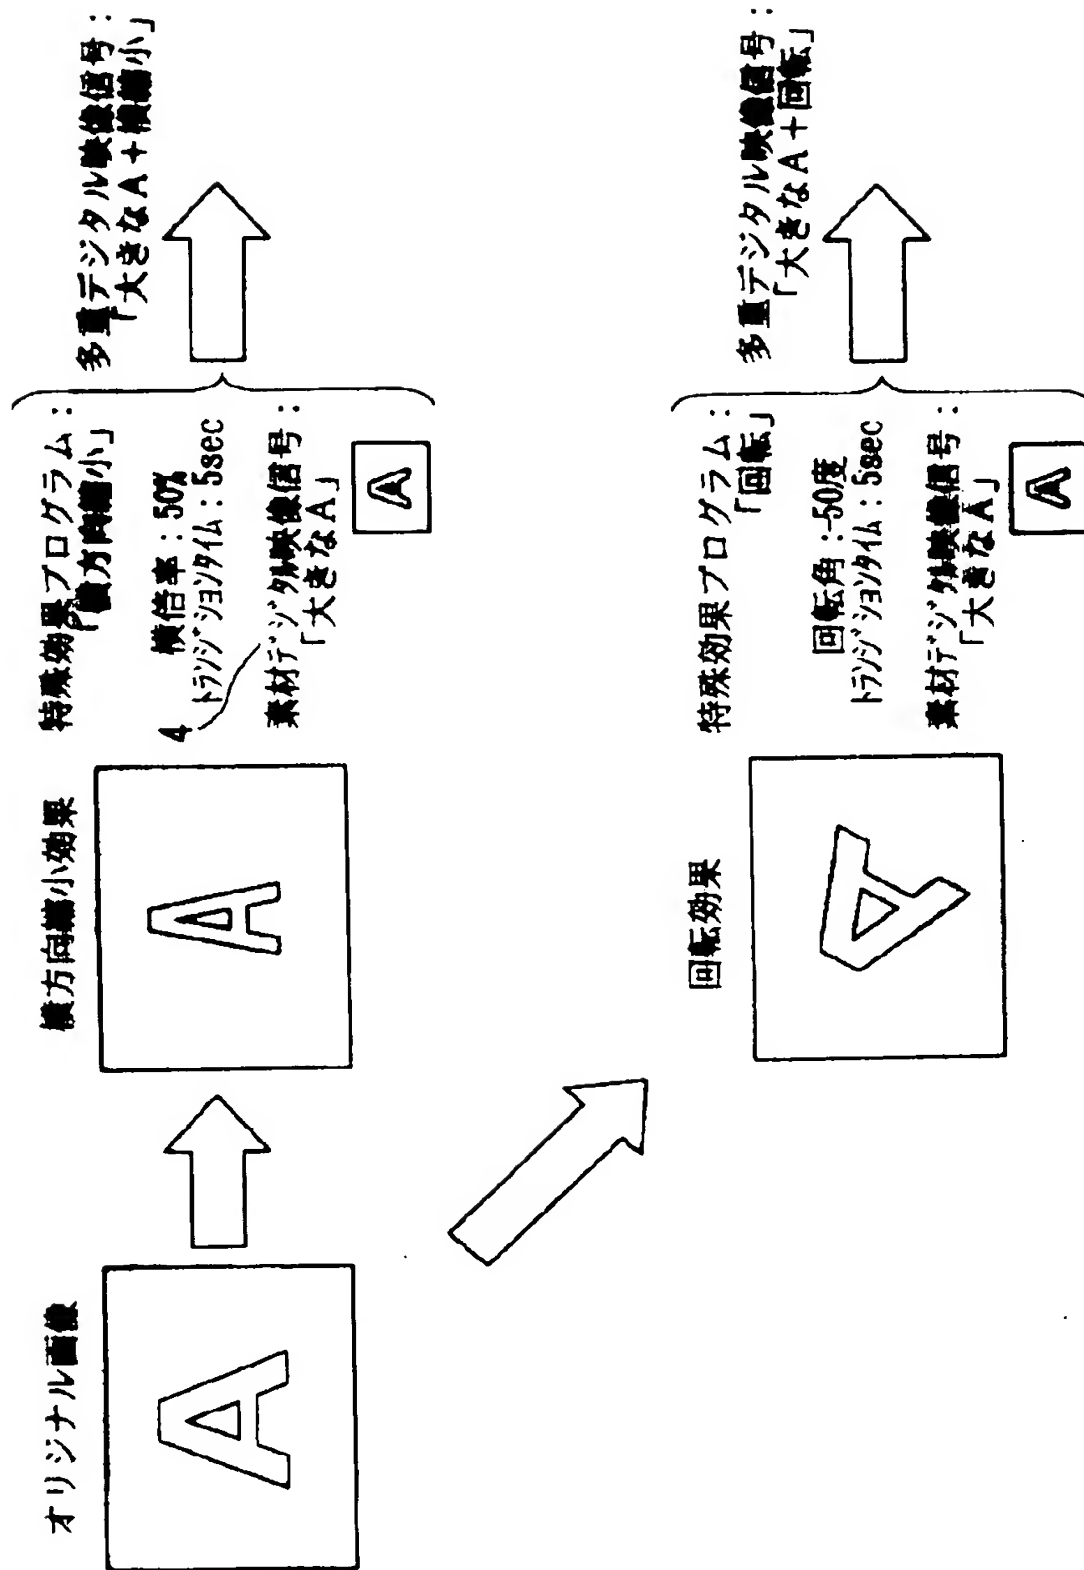 オリジナル画像
A
横方向縮小効果
A
特殊効果プログラム：
「横方向縮小」
横倍率：50%
トランジションタイム：5sec
4
素材デジタル映像信号：
「大きなA」
A
多重デジタル映像信号：
「大きなA＋横縮小」
回転効果
A
特殊効果プログラム：
「回転」
回転角：-50度
トランジションタイム：5sec
素材デジタル映像信号：
「大きなA」
A
多重デジタル映像信号：
「大きなA＋回転」